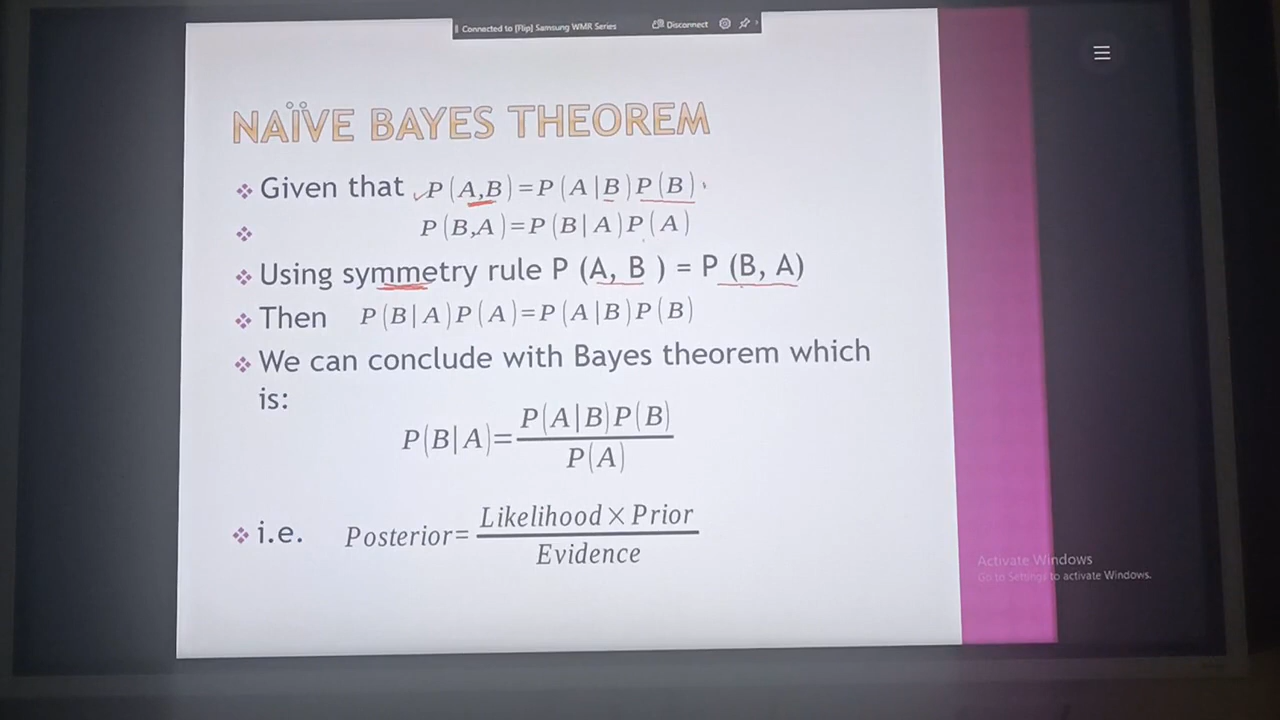 Connected to [Flip] Samsung WMR Series Disconnect
NAÏVE BAYES THEOREM
❖ Given that P(A,B)=P(A|B)P(B)
❖ P(B,A)=P(B|A)P(A)
❖ Using symmetry rule P (A, B ) = P (B, A)
❖ Then P(B|A)P(A)=P(A|B)P(B)
❖ We can conclude with Bayes theorem which
is:
P(A|B)P(B)
P(B|A)=
P(A)
Likelihood × Prior
❖ i.e. Posterior=
Evidence
Activate Windows
Go to Settings to activate Windows.